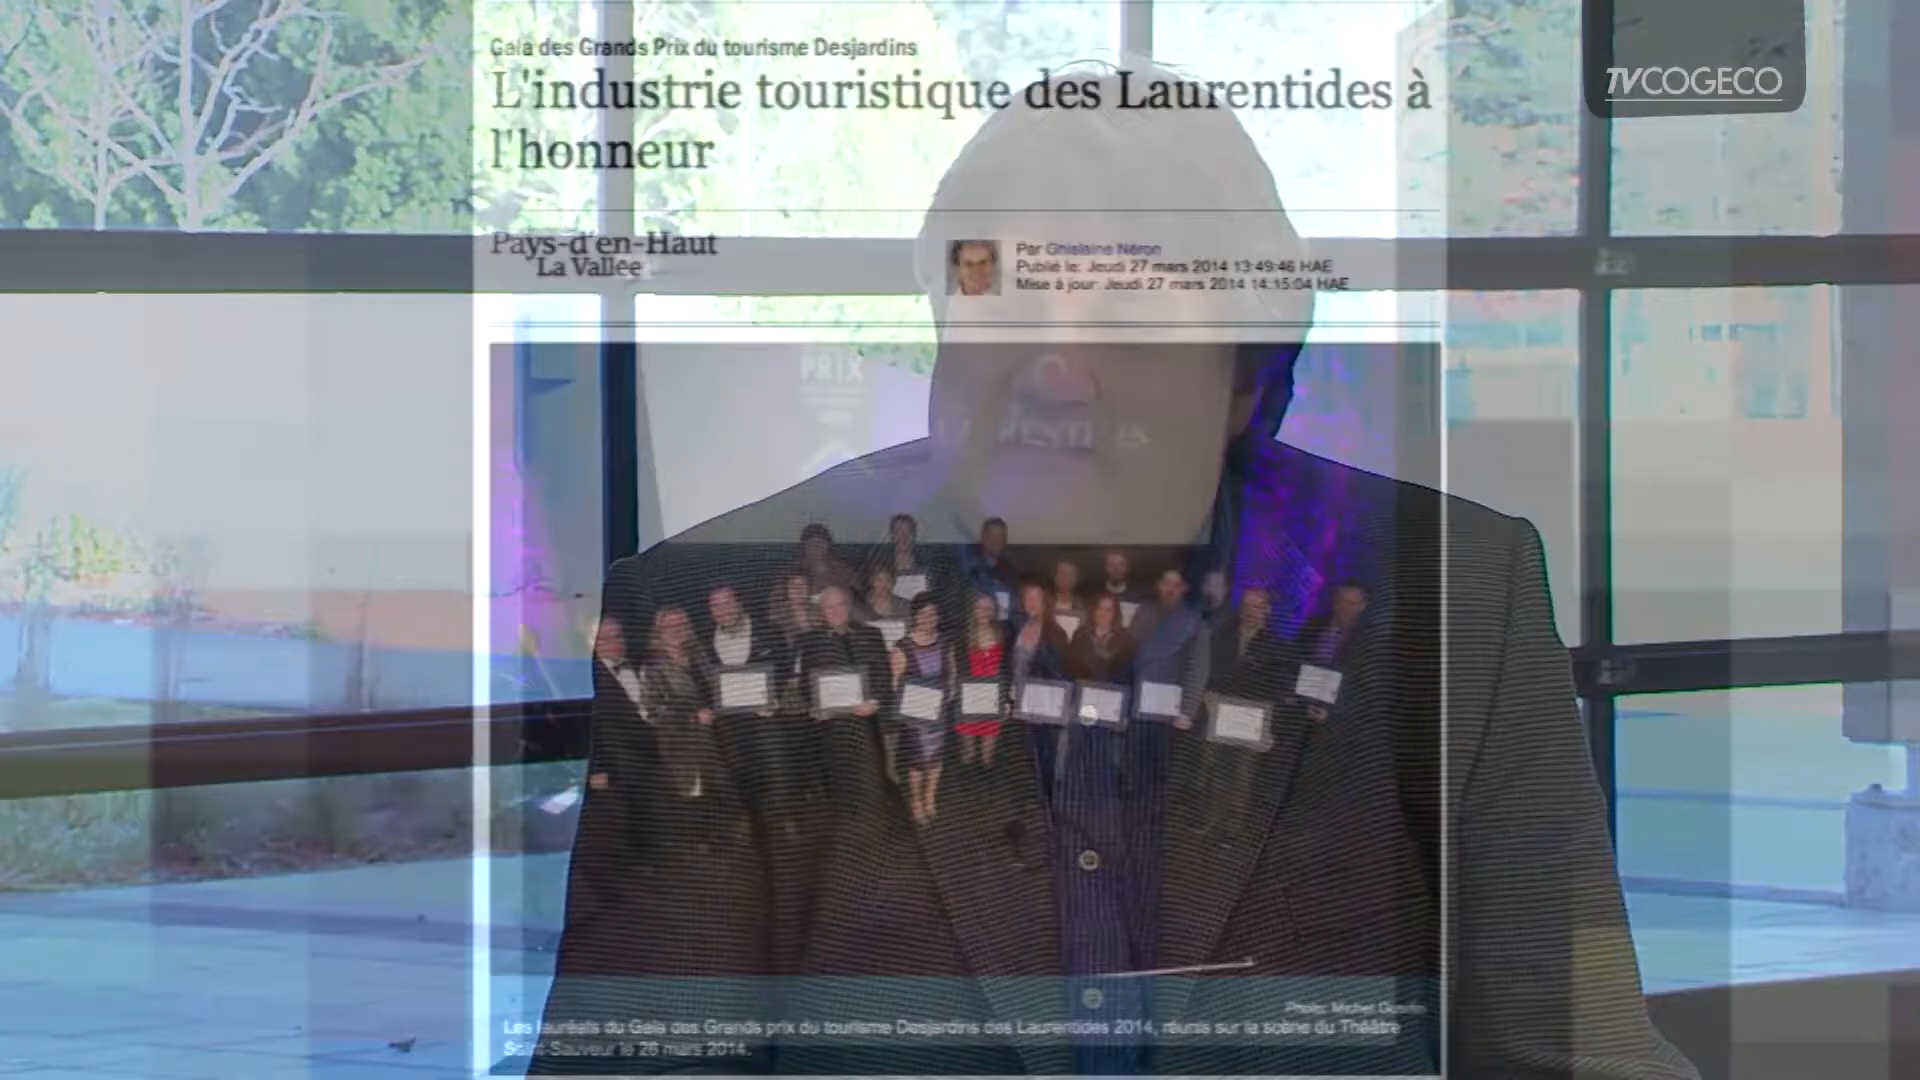 Gala des Grands Prix du tourisme Desjardins
L'industrie touristique des Laurentides à
l'honneur
TVCOGECO
Pays-d'en-Haut
La Vallée
Par Ghislaine Néron
Publié le: Jeudi 27 mars 2014 13:49:46 HAE
Mise à jour: Jeudi 27 mars 2014 14:15:04 HAE
PRIX
Photo: Michel
Les lauréats du Gala des Grands prix du tourisme Desjardins des Laurentides 2014, réunis sur la scène du Théâtre
Saint-Sauveur le 26 mars 2014.